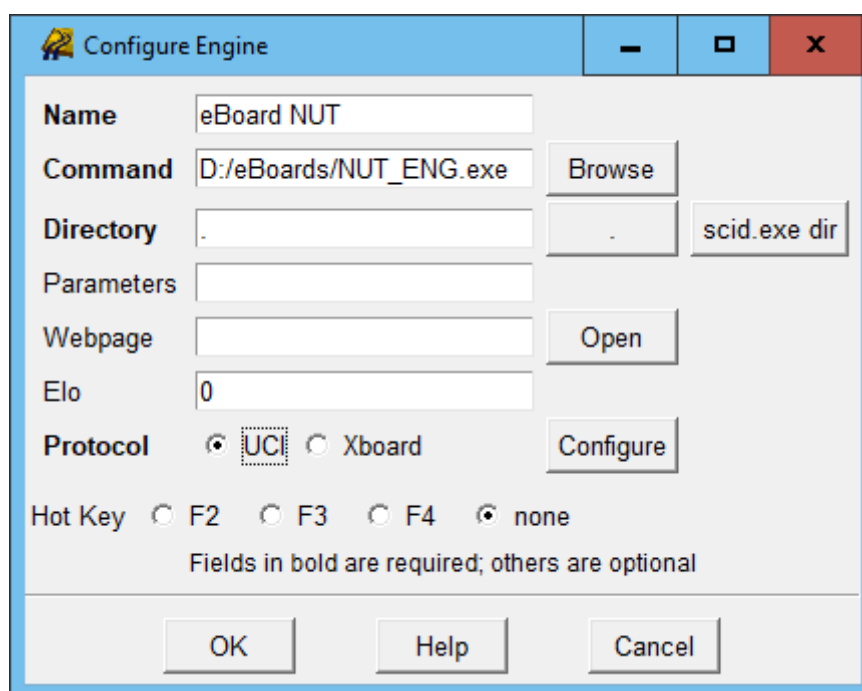 Configure Engine
Name eBoard NUT
Command D:/eBoards/NUT_ENG.exe Browse
Directory . . scid.exe dir
Parameters
Webpage Open
Elo 0
Protocol UCI Xboard Configure
Hot Key F2 F3 F4 none
Fields in bold are required; others are optional
OK Help Cancel